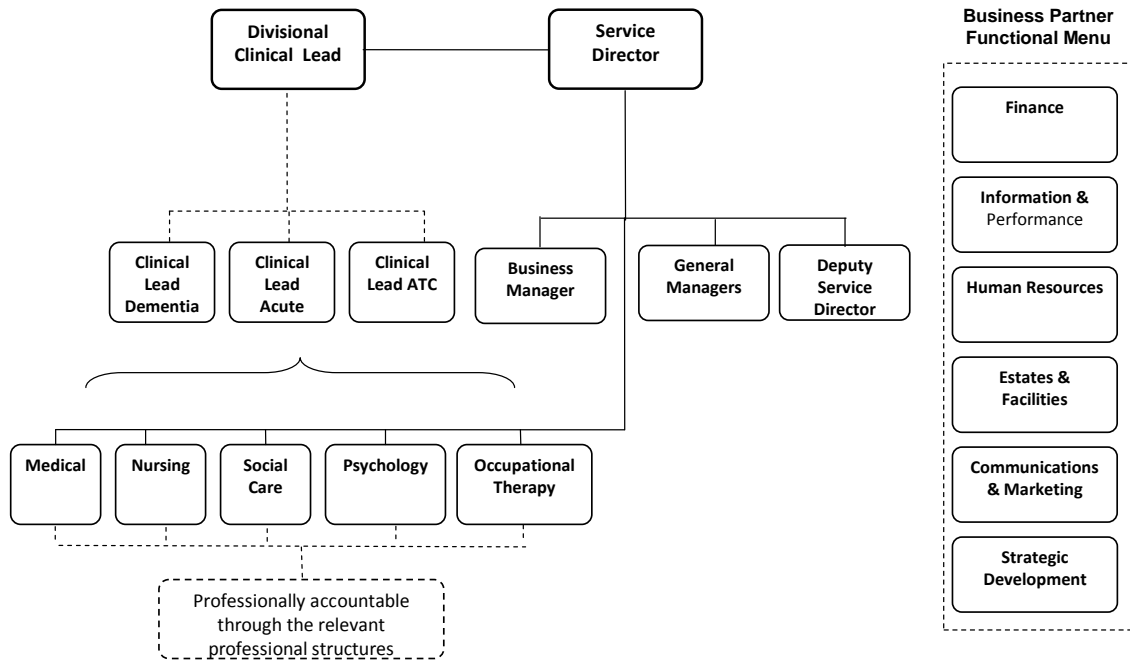 Divisional
Clinical Lead
Service
Director
Business Partner
Functional Menu
Finance
Information &
Performance
Human Resources
Estates &
Facilities
Communications
& Marketing
Strategic
Development
Clinical
Lead
Dementia
Clinical
Lead
Acute
Clinical
Lead ATC
Business
Manager
General
Managers
Deputy
Service
Director
Medical
Nursing
Social
Care
Psychology
Occupational
Therapy
Professionally accountable
through the relevant
professional structures